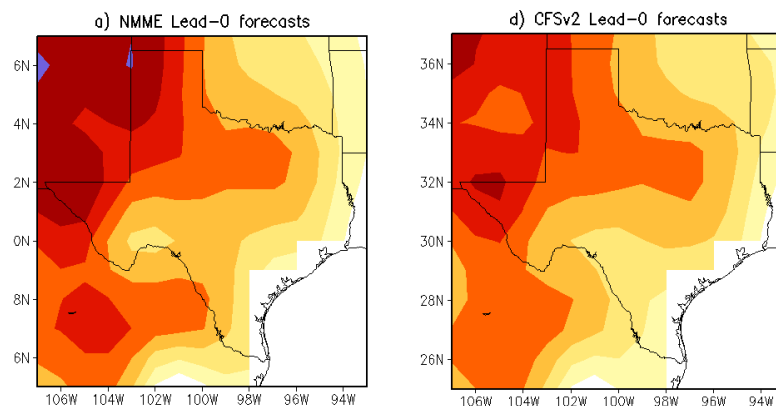 a) NMME Lead-0 forecasts
d) CFSv2 Lead-0 forecasts
6N
4N
2N
0N
8N
6N
106W 104W 102W 100W 98W 96W 94W
36N
34N
32N
30N
28N
26N
106W 104W 102W 100W 98W 96W 94W